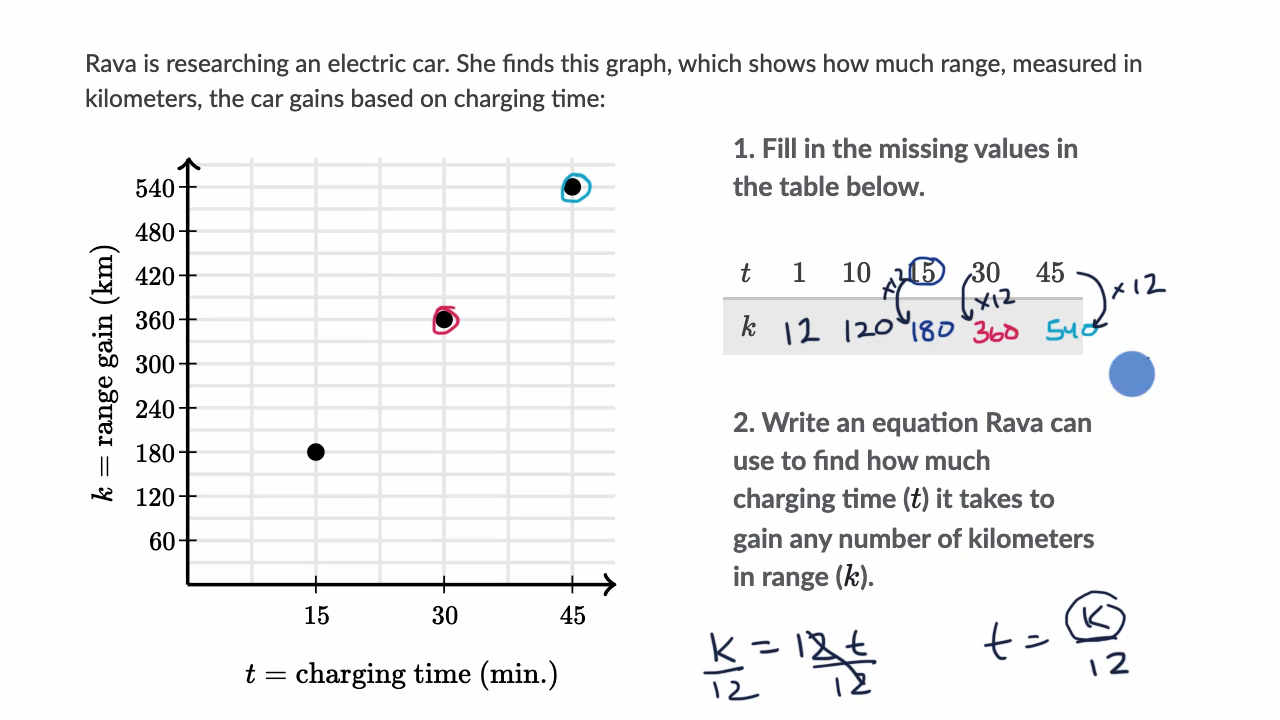 Rava is researching an electric car. She finds this graph, which shows how much range, measured in
kilometers, the car gains based on charging time:
540
480
420
360
300
240
180
120
60
k = range gain (km)
15 30 45
t = charging time (min.)
1. Fill in the missing values in
the table below.
t 1 10 15 30 45
×12 ×12 ×12
k 12 120 180 360 540
2. Write an equation Rava can
use to find how much
charging time (t) it takes to
gain any number of kilometers
in range (k).
k = 12 t
12 12
t = k
12